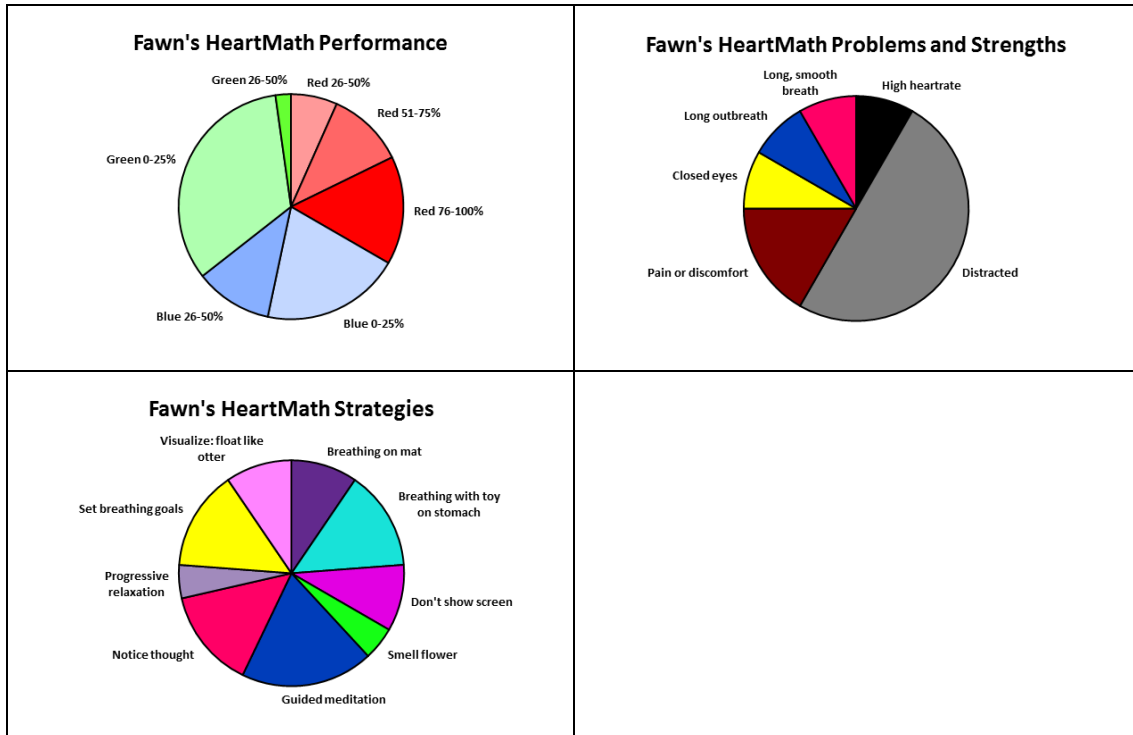 Fawn's HeartMath Performance
Green 26-50%
Red 26-50%
Red 51-75%
Green 0-25%
Red 76-100%
Blue 26-50%
Blue 0-25%
Fawn's HeartMath Problems and Strengths
Long, smooth
breath
High heartrate
Long outbreath
Closed eyes
Pain or discomfort
Distracted
Fawn's HeartMath Strategies
Visualize: float like
otter
Breathing on mat
Set breathing goals
Breathing with toy
on stomach
Progressive
relaxation
Don't show screen
Notice thought
Smell flower
Guided meditation